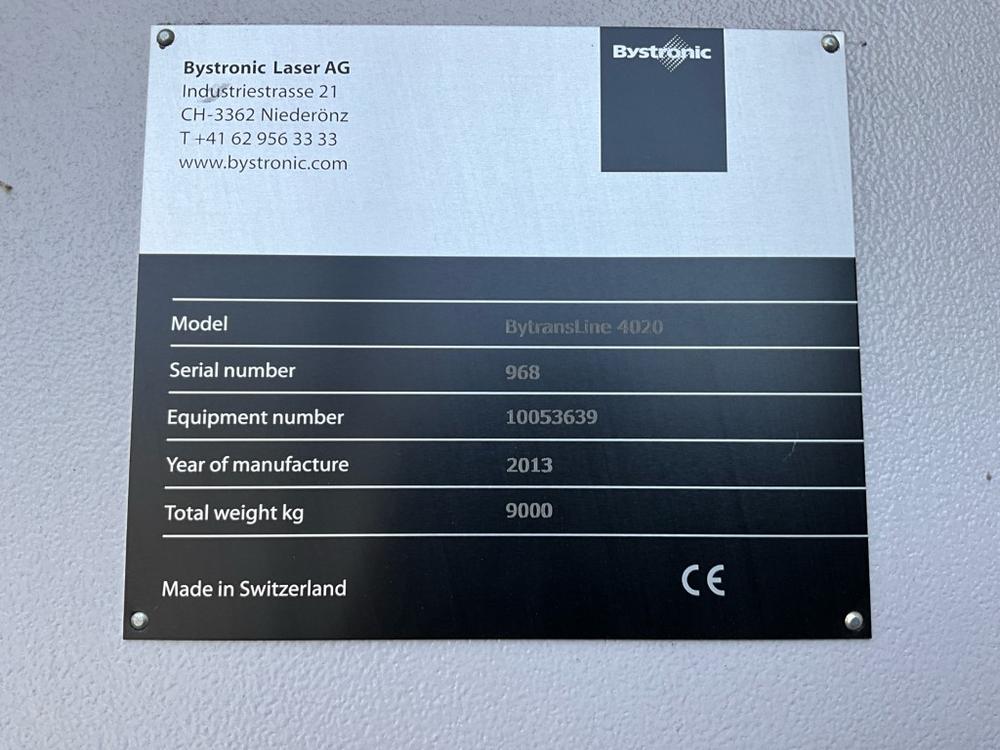 Bystronic Laser AG
Industriestrasse 21
CH-3362 Niederönz
T +41 62 956 33 33
www.bystronic.com
Bystronic
Model BytransLine 4020
Serial number 968
Equipment number 10053639
Year of manufacture 2013
Total weight kg 9000
Made in Switzerland CE